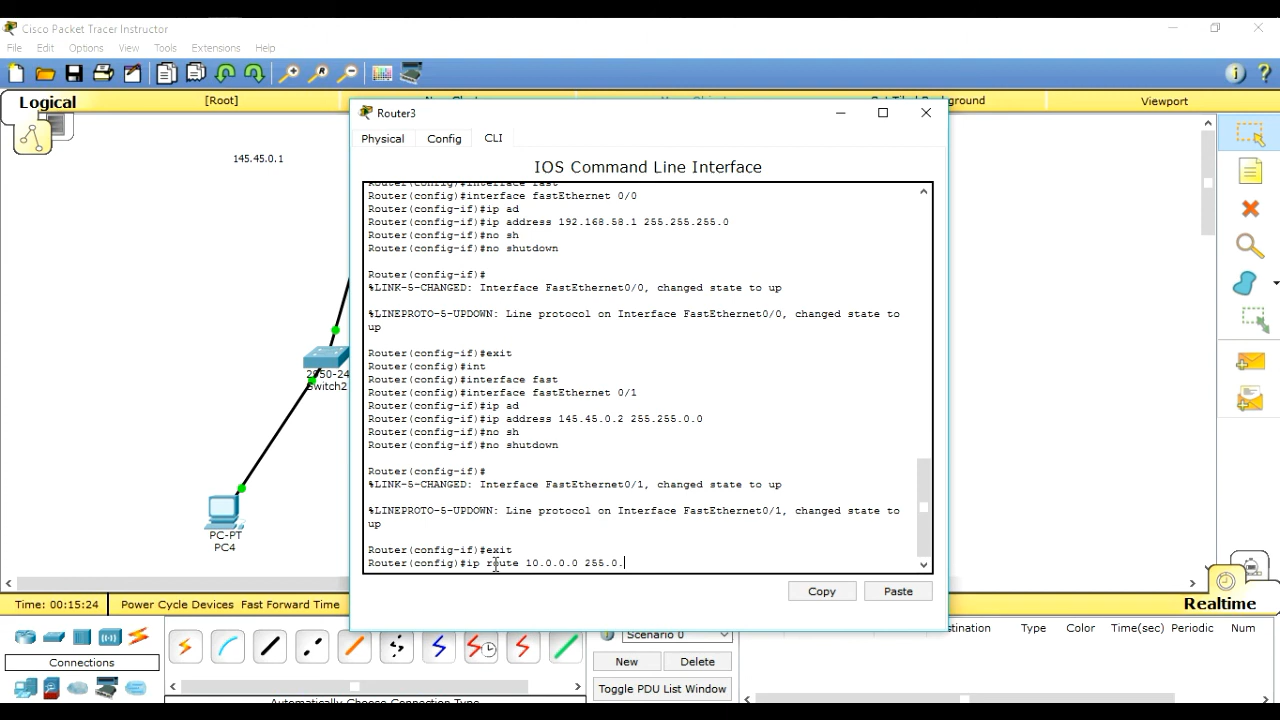 Cisco Packet Tracer Instructor
File Edit Options View Tools Extensions Help
Logical
[Root]
Viewport
145.45.0.1
Router3
Physical Config CLI
IOS Command Line Interface
Router(config)#interface fast
Router(config)#interface fastEthernet 0/0
Router(config-if)#ip ad
Router(config-if)#ip address 192.168.58.1 255.255.255.0
Router(config-if)#no sh
Router(config-if)#no shutdown
Router(config-if)#
%LINK-5-CHANGED: Interface FastEthernet0/0, changed state to up
%LINEPROTO-5-UPDOWN: Line protocol on Interface FastEthernet0/0, changed state to
up
Router(config-if)#exit
Router(config)#int
Router(config)#interface fast
Router(config)#interface fastEthernet 0/1
Router(config-if)#ip ad
Router(config-if)#ip address 145.45.0.2 255.255.0.0
Router(config-if)#no sh
Router(config-if)#no shutdown
Router(config-if)#
%LINK-5-CHANGED: Interface FastEthernet0/1, changed state to up
%LINEPROTO-5-UPDOWN: Line protocol on Interface FastEthernet0/1, changed state to
up
Router(config-if)#exit
Router(config)#ip route 10.0.0.0 255.0.
Copy Paste
2950-24
Switch2
PC-PT
PC4
Time: 00:15:24 Power Cycle Devices Fast Forward Time
Realtime
Connections
Scenario 0
New Delete
Toggle PDU List Window
Type Color Time(sec) Periodic Num
Automatically Choose Connection Type